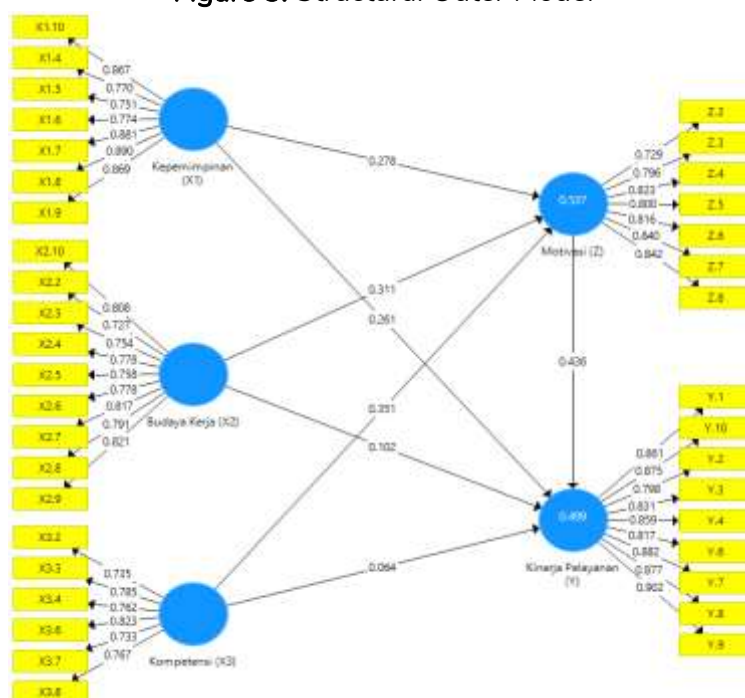 Figure 3. Structural Outer Model
X1.10
X1.4
X1.5
X1.6
X1.7
X1.8
X1.9
0.867
0.770
0.751
0.774
0.881
0.890
0.869
Kepemimpinan
(X1)
X2.10
X2.2
X2.3
X2.4
X2.5
X2.6
X2.7
X2.8
X2.9
0.808
0.727
0.754
0.779
0.798
0.778
0.817
0.791
0.821
Budaya Kerja (X2)
X3.2
X3.3
X3.4
X3.6
X3.7
X3.8
0.735
0.785
0.762
0.823
0.733
0.767
Kompetensi (X3)
0.278
0.311
0.261
0.351
0.102
0.064
0.436
0.537
Motivasi (Z)
0.729
0.796
0.823
0.800
0.816
0.840
0.842
Z.2
Z.3
Z.4
Z.5
Z.6
Z.7
Z.8
0.499
Kinerja Pelayanan
(Y)
0.861
0.875
0.798
0.831
0.859
0.817
0.882
0.877
0.902
Y.1
Y.10
Y.2
Y.3
Y.4
Y.6
Y.7
Y.8
Y.9